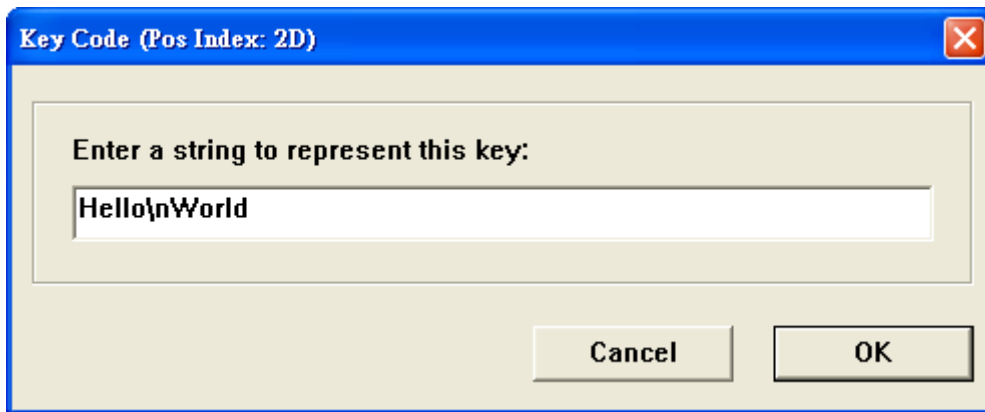 Key Code (Pos Index: 2D)
Enter a string to represent this key:
Hello\nWorld
Cancel OK